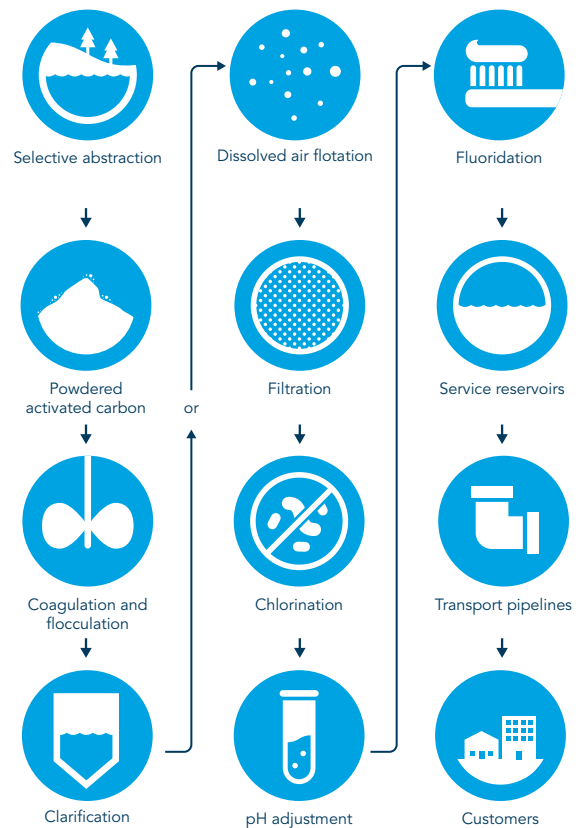 Selective abstraction
Powdered
activated carbon
Coagulation and
flocculation
Clarification
or
Dissolved air flotation
Filtration
Chlorination
pH adjustment
Fluoridation
Service reservoirs
Transport pipelines
Customers